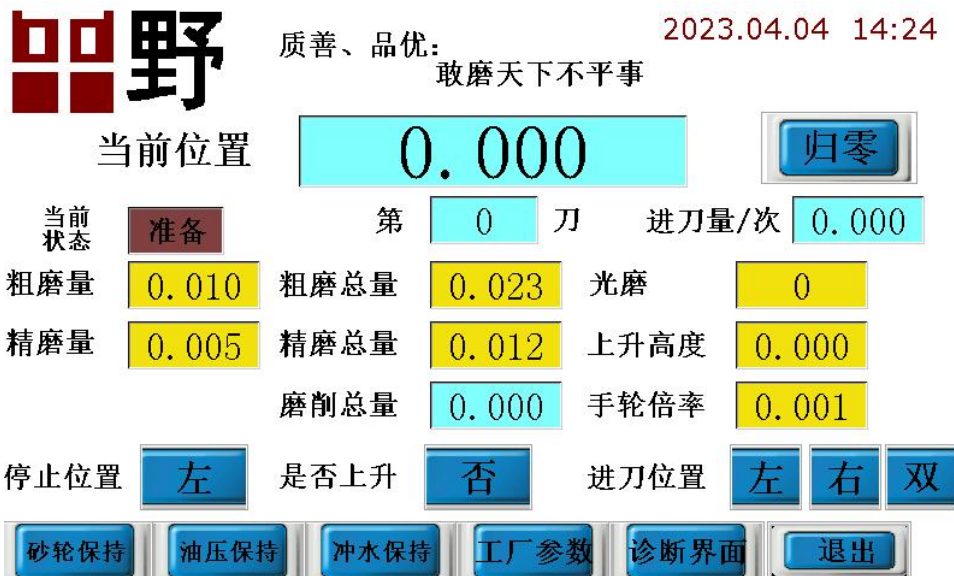 品野
质善、品优:
敢磨天下不平事
2023.04.04 14:24
当前位置 0.000 归零
当前状态 准备 第 0 刀 进刀量/次 0.000
粗磨量 0.010 粗磨总量 0.023 光磨 0
精磨量 0.005 精磨总量 0.012 上升高度 0.000
磨削总量 0.000 手轮倍率 0.001
停止位置 左 是否上升 否 进刀位置 左 右 双
砂轮保持 油压保持 冲水保持 工厂参数 诊断界面 退出